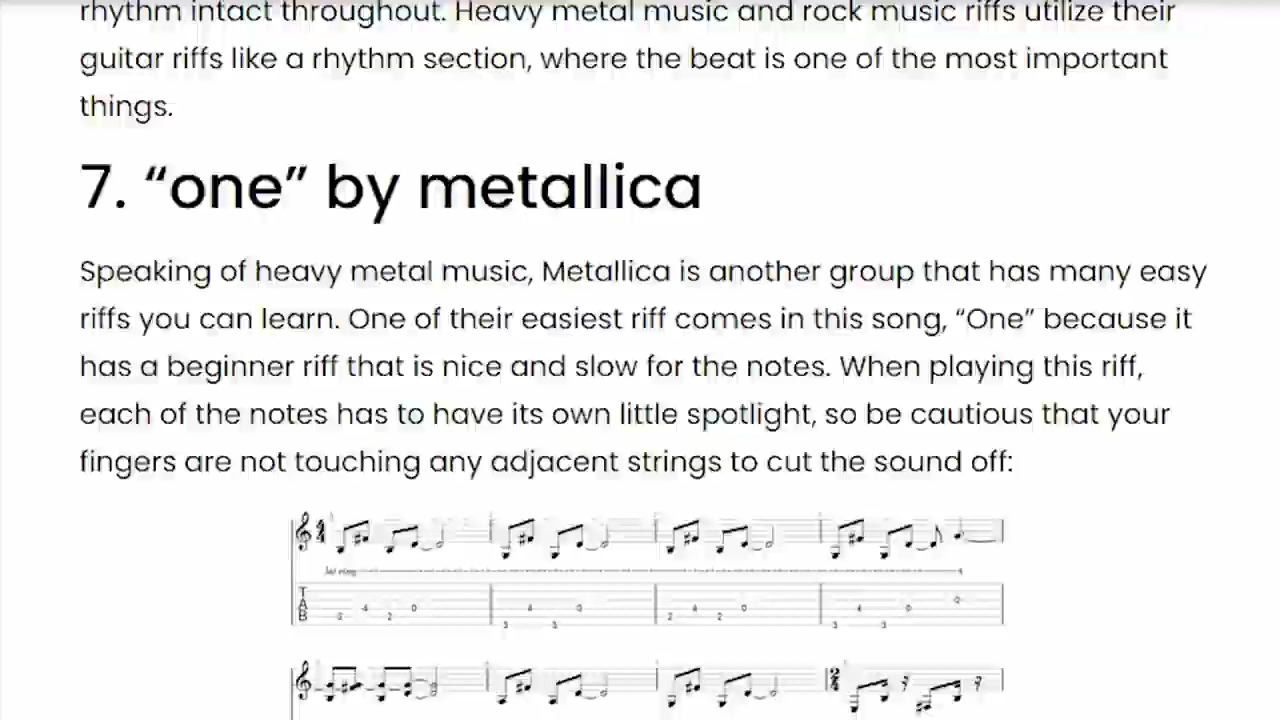 rhythm intact throughout. Heavy metal music and rock music riffs utilize their
guitar riffs like a rhythm section, where the beat is one of the most important
things.
7. “one” by metallica
Speaking of heavy metal music, Metallica is another group that has many easy
riffs you can learn. One of their easiest riff comes in this song, “One” because it
has a beginner riff that is nice and slow for the notes. When playing this riff,
each of the notes has to have its own little spotlight, so be cautious that your
fingers are not touching any adjacent strings to cut the sound off:
let ring